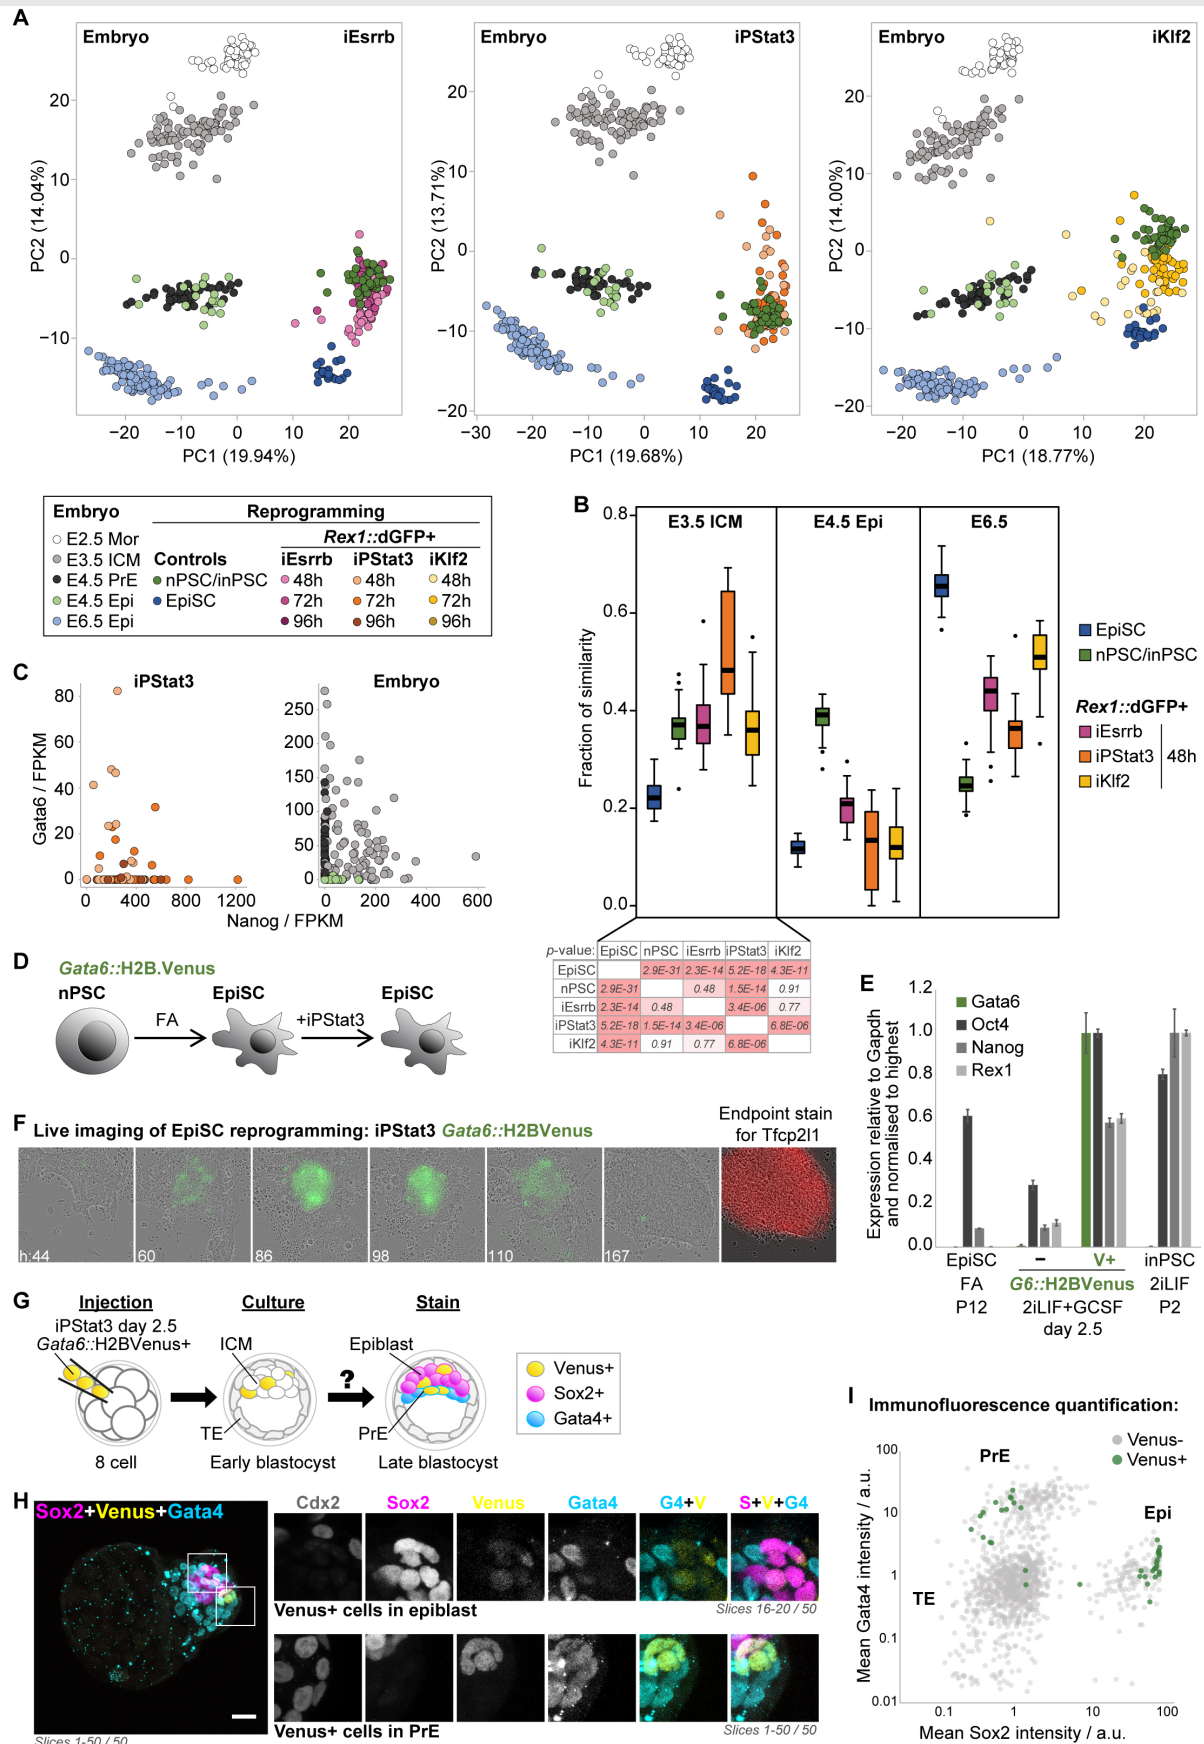 A
Embryo
iEsrrb
Embryo
iPStat3
Embryo
iKlf2
PC2 (14.04%)
20
10
0
−10
−20
−10
0
10
20
PC1 (19.94%)
PC2 (13.71%)
20
10
0
−10
−20
−30
−20
−10
0
10
20
PC1 (19.68%)
PC2 (14.00%)
20
10
0
−10
−20
−20
−10
0
10
20
PC1 (18.77%)
Embryo
Reprogramming
Rex1::dGFP+
E2.5 Mor
E3.5 ICM
Controls
iEsrrb
iPStat3
iKlf2
E4.5 PrE
nPSC/inPSC
48h
48h
48h
E4.5 Epi
EpiSC
72h
72h
72h
E6.5 Epi
96h
96h
96h
B
E3.5 ICM
E4.5 Epi
E6.5
Fraction of similarity
0.8
0.6
0.4
0.2
0.0
EpiSC
nPSC/inPSC
Rex1::dGFP+
iEsrrb
iPStat3
48h
iKlf2
p-value: EpiSC nPSC iEsrrb iPStat3 iKlf2
EpiSC 2.9E-31 2.3E-14 5.2E-18 4.3E-11
nPSC 2.9E-31 0.48 1.5E-14 0.91
iEsrrb 2.3E-14 0.48 3.4E-06 0.77
iPStat3 5.2E-18 1.5E-14 3.4E-06 6.8E-06
iKlf2 4.3E-11 0.91 0.77 6.8E-06
C
iPStat3
Embryo
Gata6 / FPKM
80
60
40
20
0
0
400
800
1200
250
200
150
100
50
0
0
200
400
600
Nanog / FPKM
D
Gata6::H2B.Venus
nPSC
EpiSC
EpiSC
FA
+iPStat3
E
Expression relative to Gapdh
and normalised to highest
1.2
1.0
0.8
0.6
0.4
0.2
0.0
Gata6
Oct4
Nanog
Rex1
EpiSC
−
V+
inPSC
FA
G6::H2BVenus
2iLIF
P12
2iLIF+GCSF
P2
day 2.5
F
Live imaging of EpiSC reprogramming: iPStat3 Gata6::H2BVenus
Endpoint stain
for Tfcp2l1
h:44
60
86
98
110
167
G
Injection
Culture
Stain
iPStat3 day 2.5
Gata6::H2BVenus+
ICM
Epiblast
?
TE
PrE
8 cell
Early blastocyst
Late blastocyst
Venus+
Sox2+
Gata4+
H
Sox2+Venus+Gata4
Slices 1-50 / 50
Cdx2
Sox2
Venus
Gata4
G4+V
S+V+G4
Venus+ cells in epiblast
Slices 16-20 / 50
Venus+ cells in PrE
Slices 1-50 / 50
I
Immunofluorescence quantification:
Venus-
Venus+
PrE
Epi
TE
Mean Gata4 intensity / a.u.
100
10
1
0.1
0.01
0.1
1
10
100
Mean Sox2 intensity / a.u.